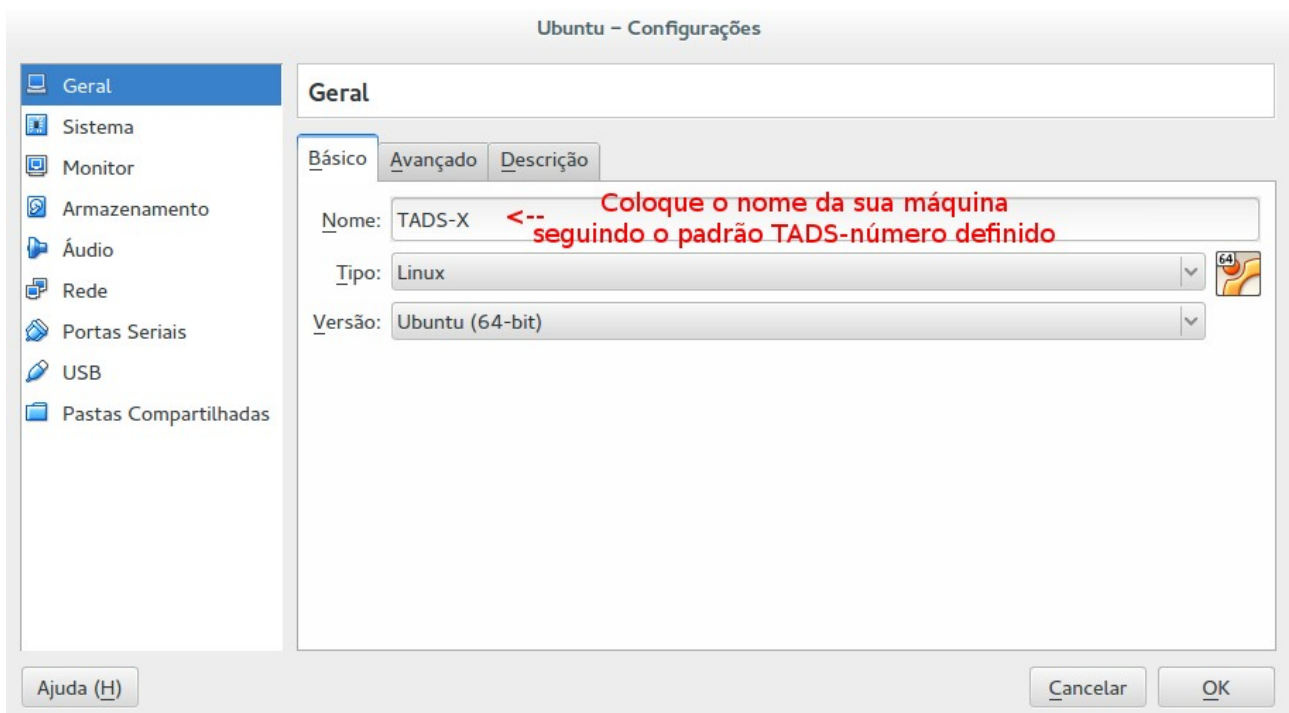 Ubuntu – Configurações
Geral
Sistema
Monitor
Armazenamento
Áudio
Rede
Portas Seriais
USB
Pastas Compartilhadas
Geral
Básico Avançado Descrição
Nome: TADS-X <-- Coloque o nome da sua máquina
seguindo o padrão TADS-número definido
Tipo: Linux 64
Versão: Ubuntu (64-bit)
Ajuda (H) Cancelar OK